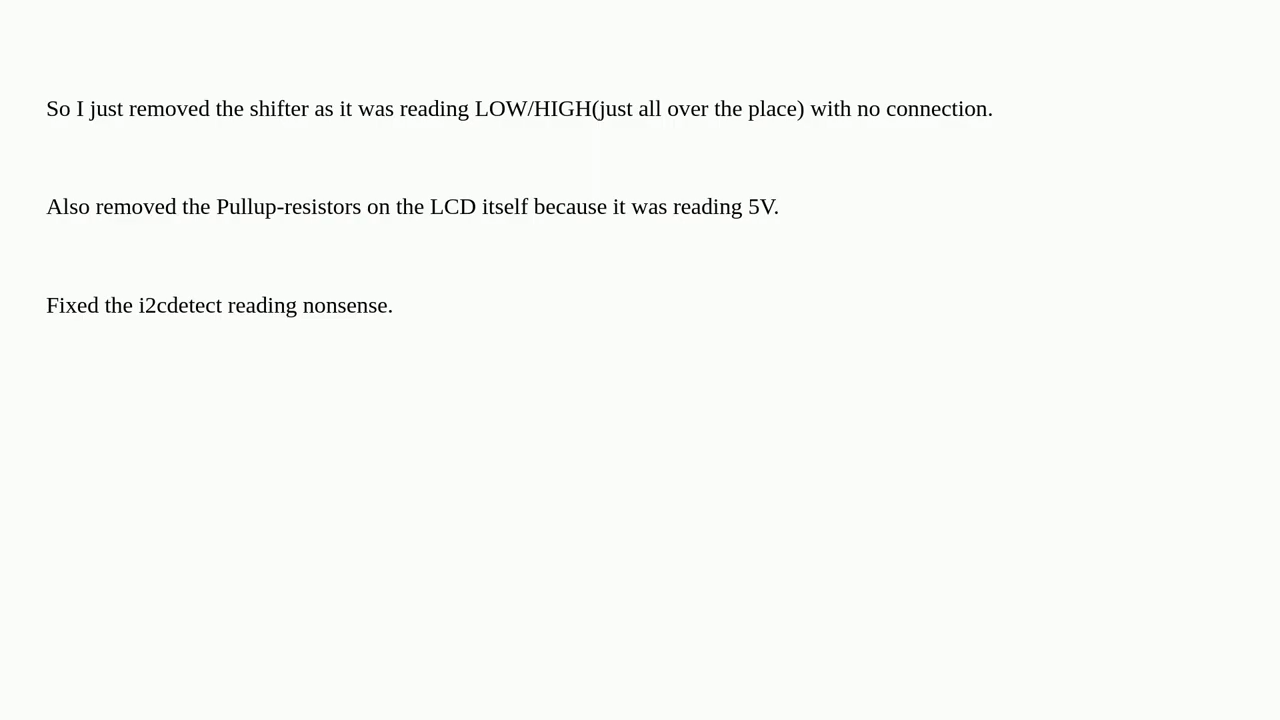 So I just removed the shifter as it was reading LOW/HIGH(just all over the place) with no connection.
Also removed the Pullup-resistors on the LCD itself because it was reading 5V.
Fixed the i2cdetect reading nonsense.